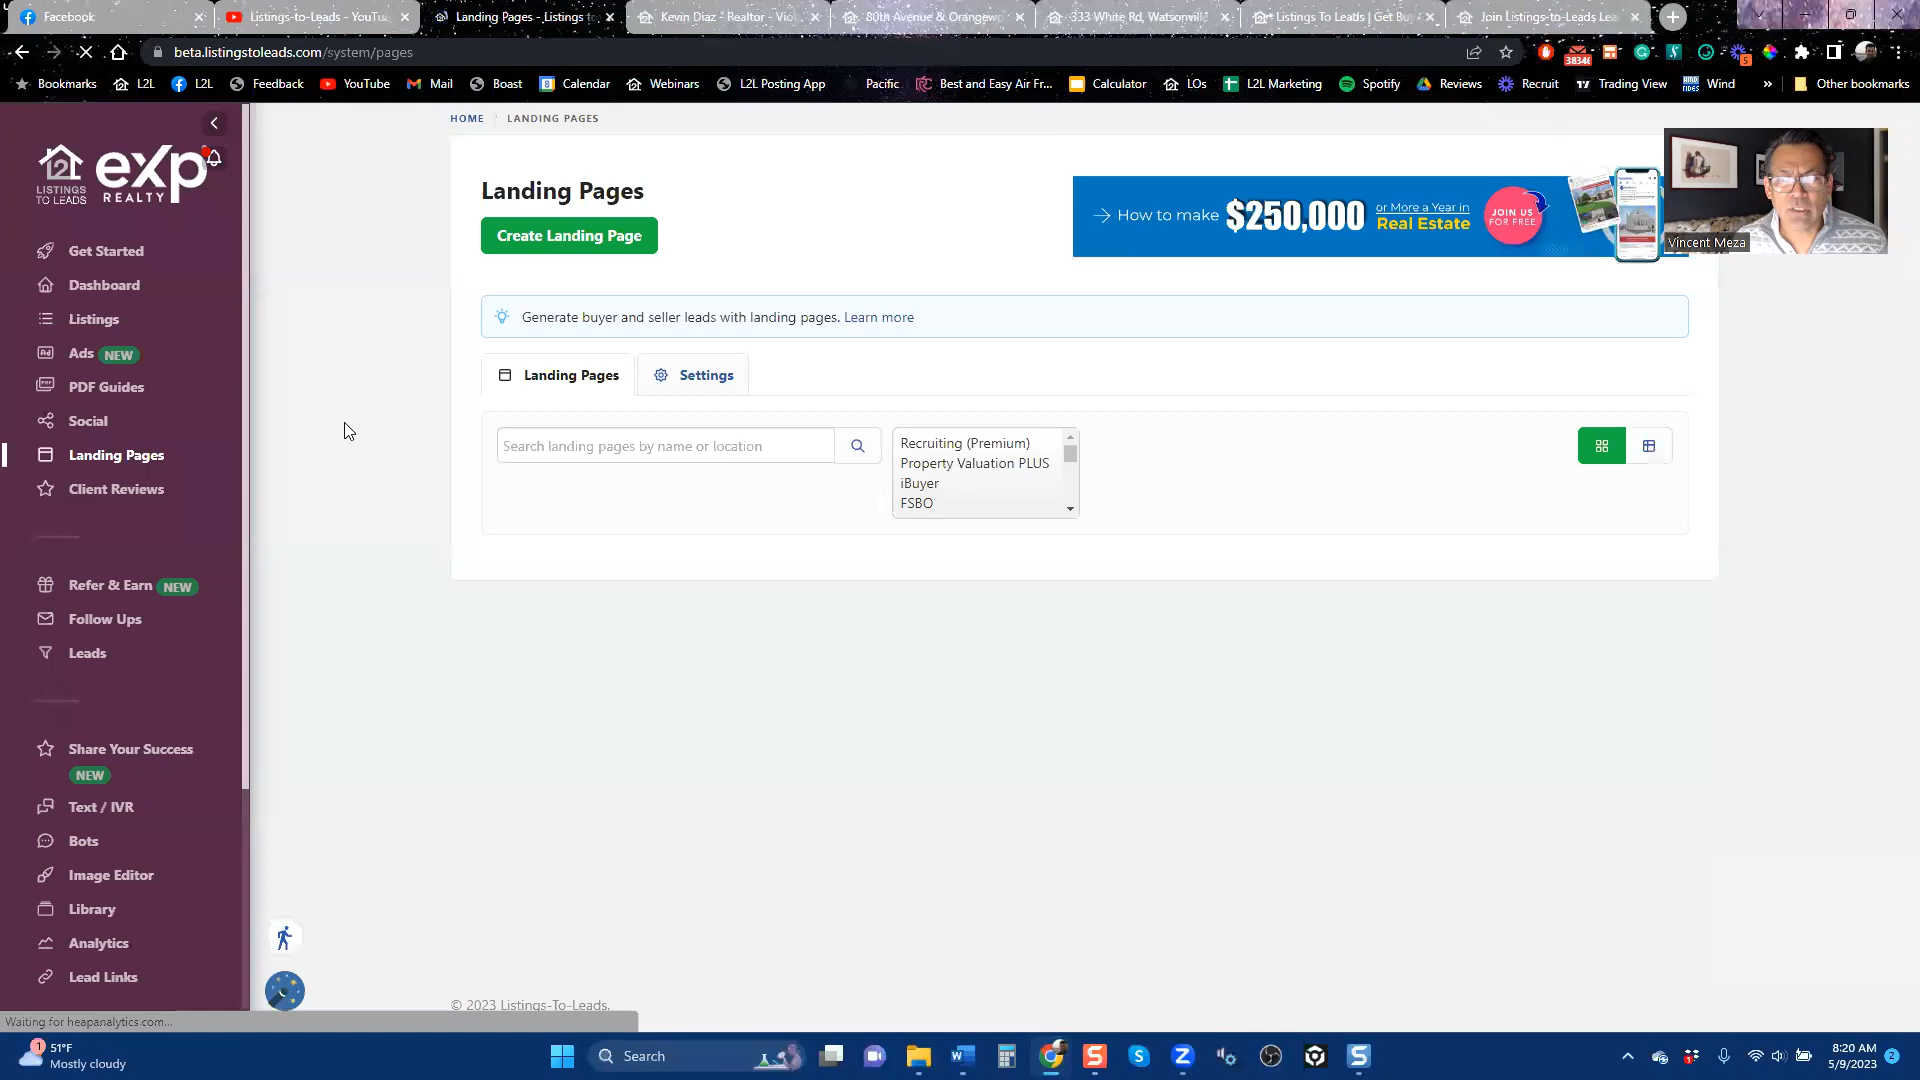 Facebook
Listings-to-Leads - YouTu
Landing Pages - Listings to
Kevin Diaz - Realtor - Viol
80th Avenue & Orangewo
333 White Rd, Watsonvill
Listings To Leads | Get Bu
Join Listings-to-Leads Lea
beta.listingstoleads.com/system/pages
38346
5
Bookmarks
L2L
L2L
Feedback
YouTube
Mail
Boast
Calendar
Webinars
L2L Posting App
Pacific
Best and Easy Air Fr...
Calculator
LOs
L2L Marketing
Spotify
Reviews
Recruit
Trading View
Wind
»
Other bookmarks
HOME
LANDING PAGES
L2L
LISTINGS
TO LEADS
exp
REALTY
Landing Pages
Create Landing Page
How to make $250,000 or More a Year in
Real Estate
JOIN US
FOR FREE
Vincent Meza
Get Started
Dashboard
Listings
Ads NEW
PDF Guides
Social
Landing Pages
Client Reviews
Refer & Earn NEW
Follow Ups
Leads
Share Your Success
NEW
Text / IVR
Bots
Image Editor
Library
Analytics
Lead Links
Generate buyer and seller leads with landing pages. Learn more
Landing Pages
Settings
Search landing pages by name or location
Recruiting (Premium)
Property Valuation PLUS
iBuyer
FSBO
© 2023 Listings-To-Leads.
Waiting for heapanalytics.com...
1
51°F
Mostly cloudy
Search
8:20 AM
5/9/2023
2